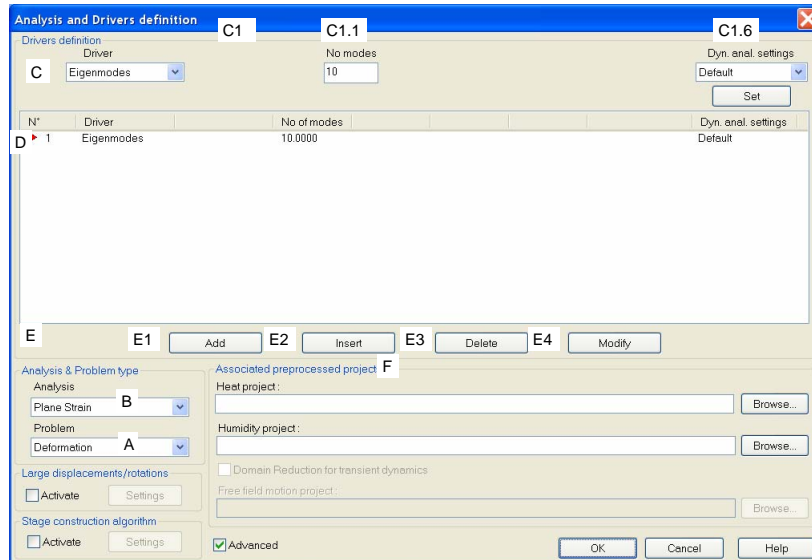 Analysis and Drivers definition
C1 C1.1 C1.6
Drivers definition
Driver No modes Dyn. anal. settings
C Eigenmodes 10 Default
Set
N° Driver No of modes Dyn. anal. settings
D 1 Eigenmodes 10.0000 Default
E E1 Add E2 Insert E3 Delete E4 Modify
Analysis & Problem type
Analysis
Plane Strain B
Problem
Deformation A
Large displacements/rotations
Activate Settings
Stage construction algorithm
Activate Settings
Associated preprocessed project F
Heat project :
Browse...
Humidity project :
Browse...
Domain Reduction for transient dynamics
Free field motion project :
Browse...
Advanced OK Cancel Help